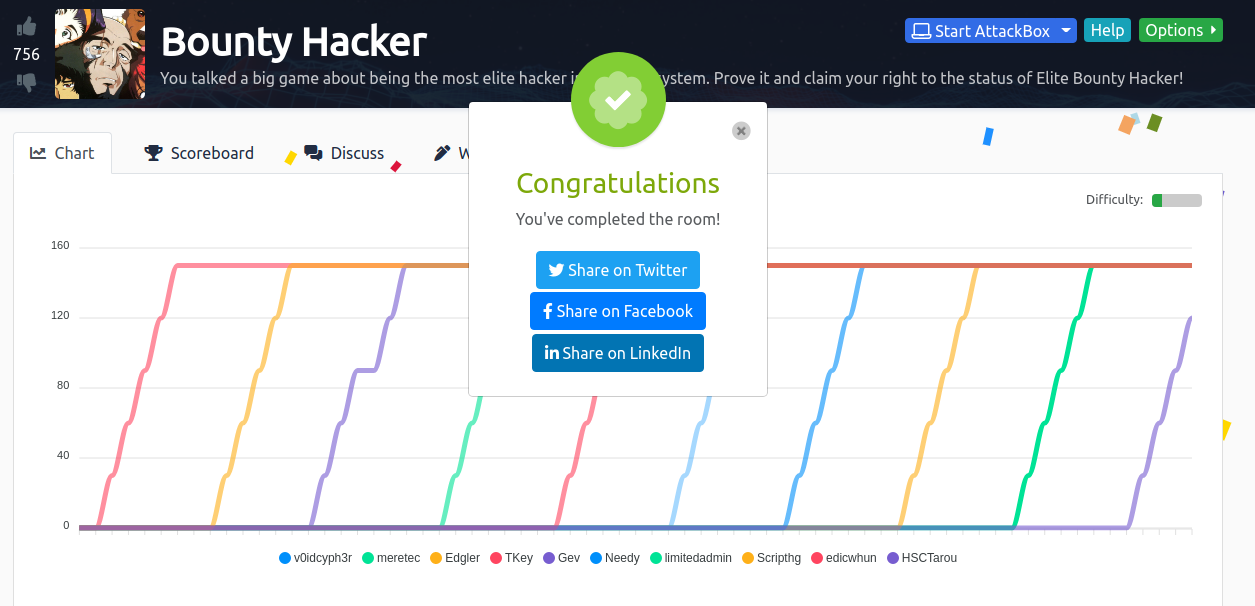 756
Bounty Hacker
Start AttackBox
Help
Options
You talked a big game about being the most elite hacker in system. Prove it and claim your right to the status of Elite Bounty Hacker!
Chart
Scoreboard
Discuss
W
Congratulations
You've completed the room!
Share on Twitter
Share on Facebook
Share on LinkedIn
Difficulty:
160
120
80
40
0
v0idcyph3r meretec Edgler TKey Gev Needy limitedadmin Scripthg edicwhun HSCTarou